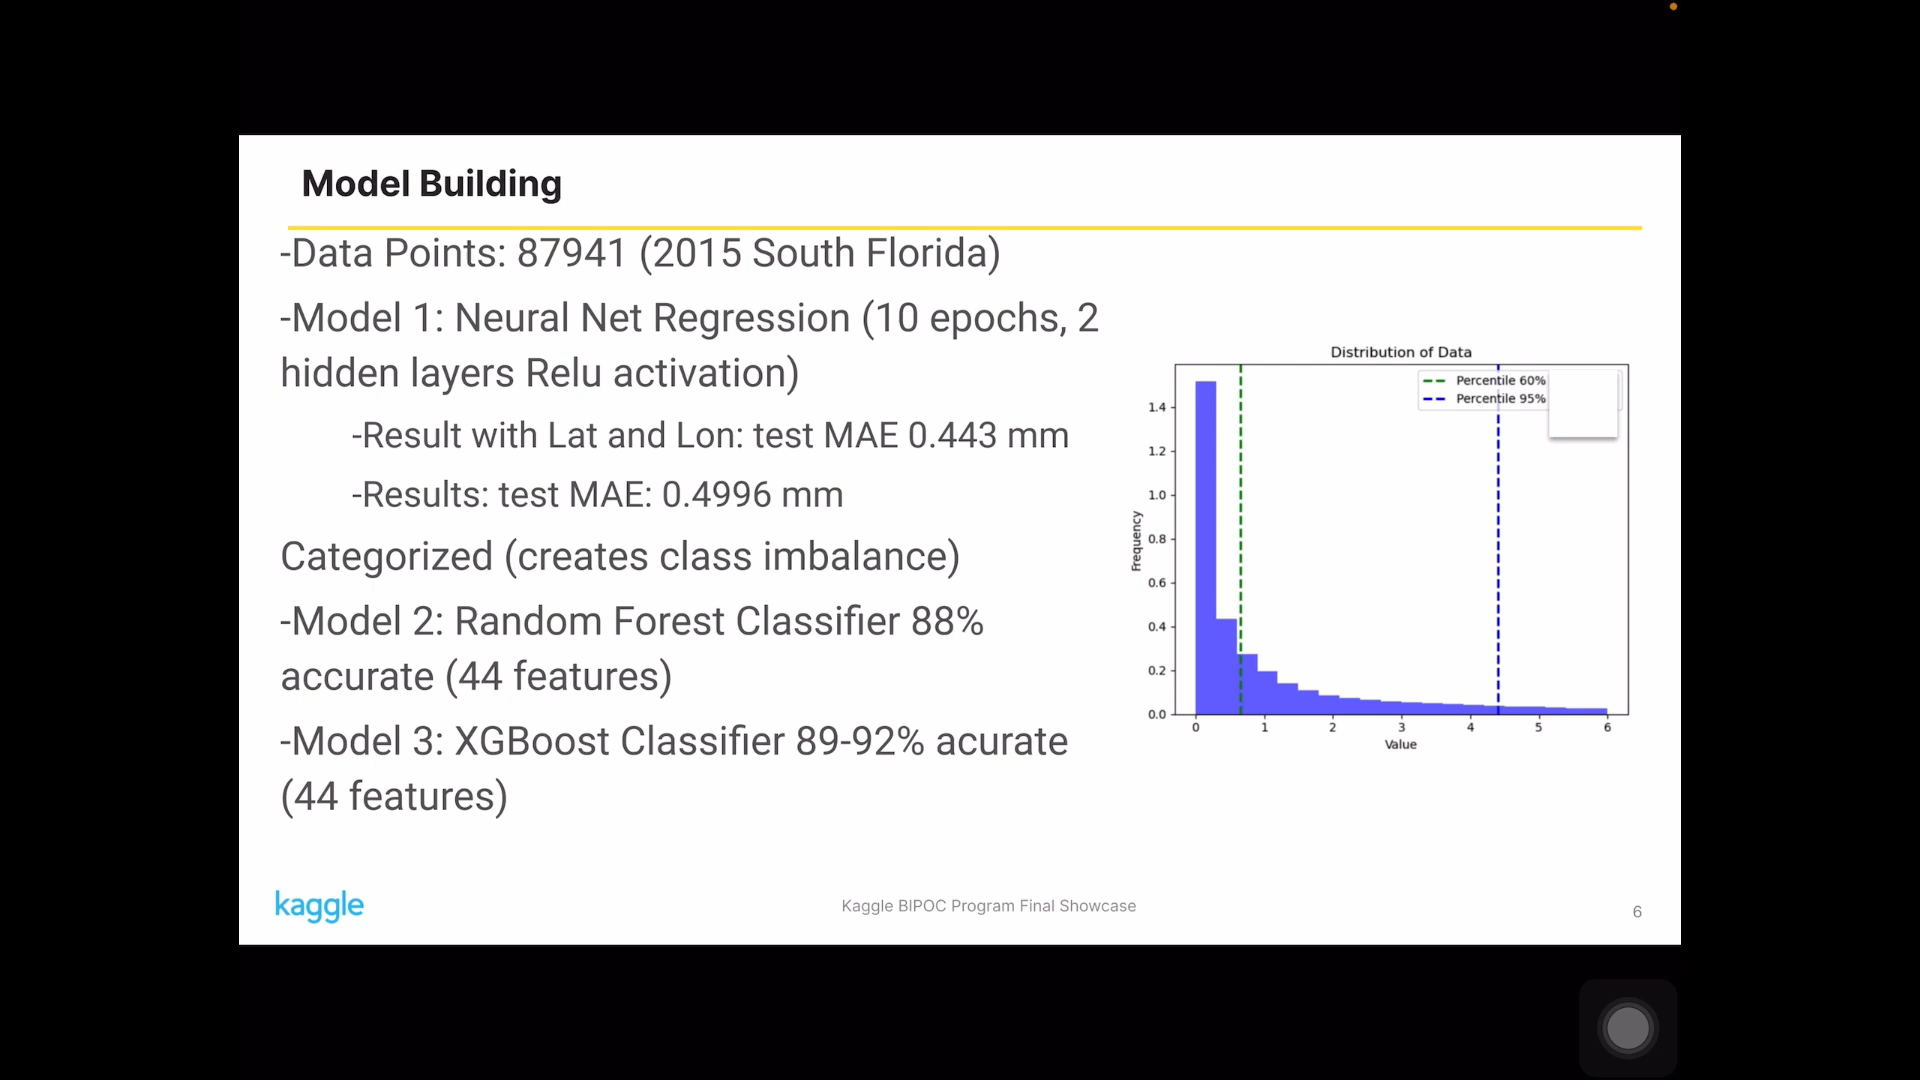 Model Building
-Data Points: 87941 (2015 South Florida)
-Model 1: Neural Net Regression (10 epochs, 2
hidden layers Relu activation)
-Result with Lat and Lon: test MAE 0.443 mm
-Results: test MAE: 0.4996 mm
Categorized (creates class imbalance)
-Model 2: Random Forest Classifier 88%
accurate (44 features)
-Model 3: XGBoost Classifier 89-92% acurate
(44 features)
Distribution of Data
Percentile 60%
Percentile 95%
Frequency
1.4
1.2
1.0
0.8
0.6
0.4
0.2
0.0
0 1 2 3 4 5 6
Value
kaggle
Kaggle BIPOC Program Final Showcase
6